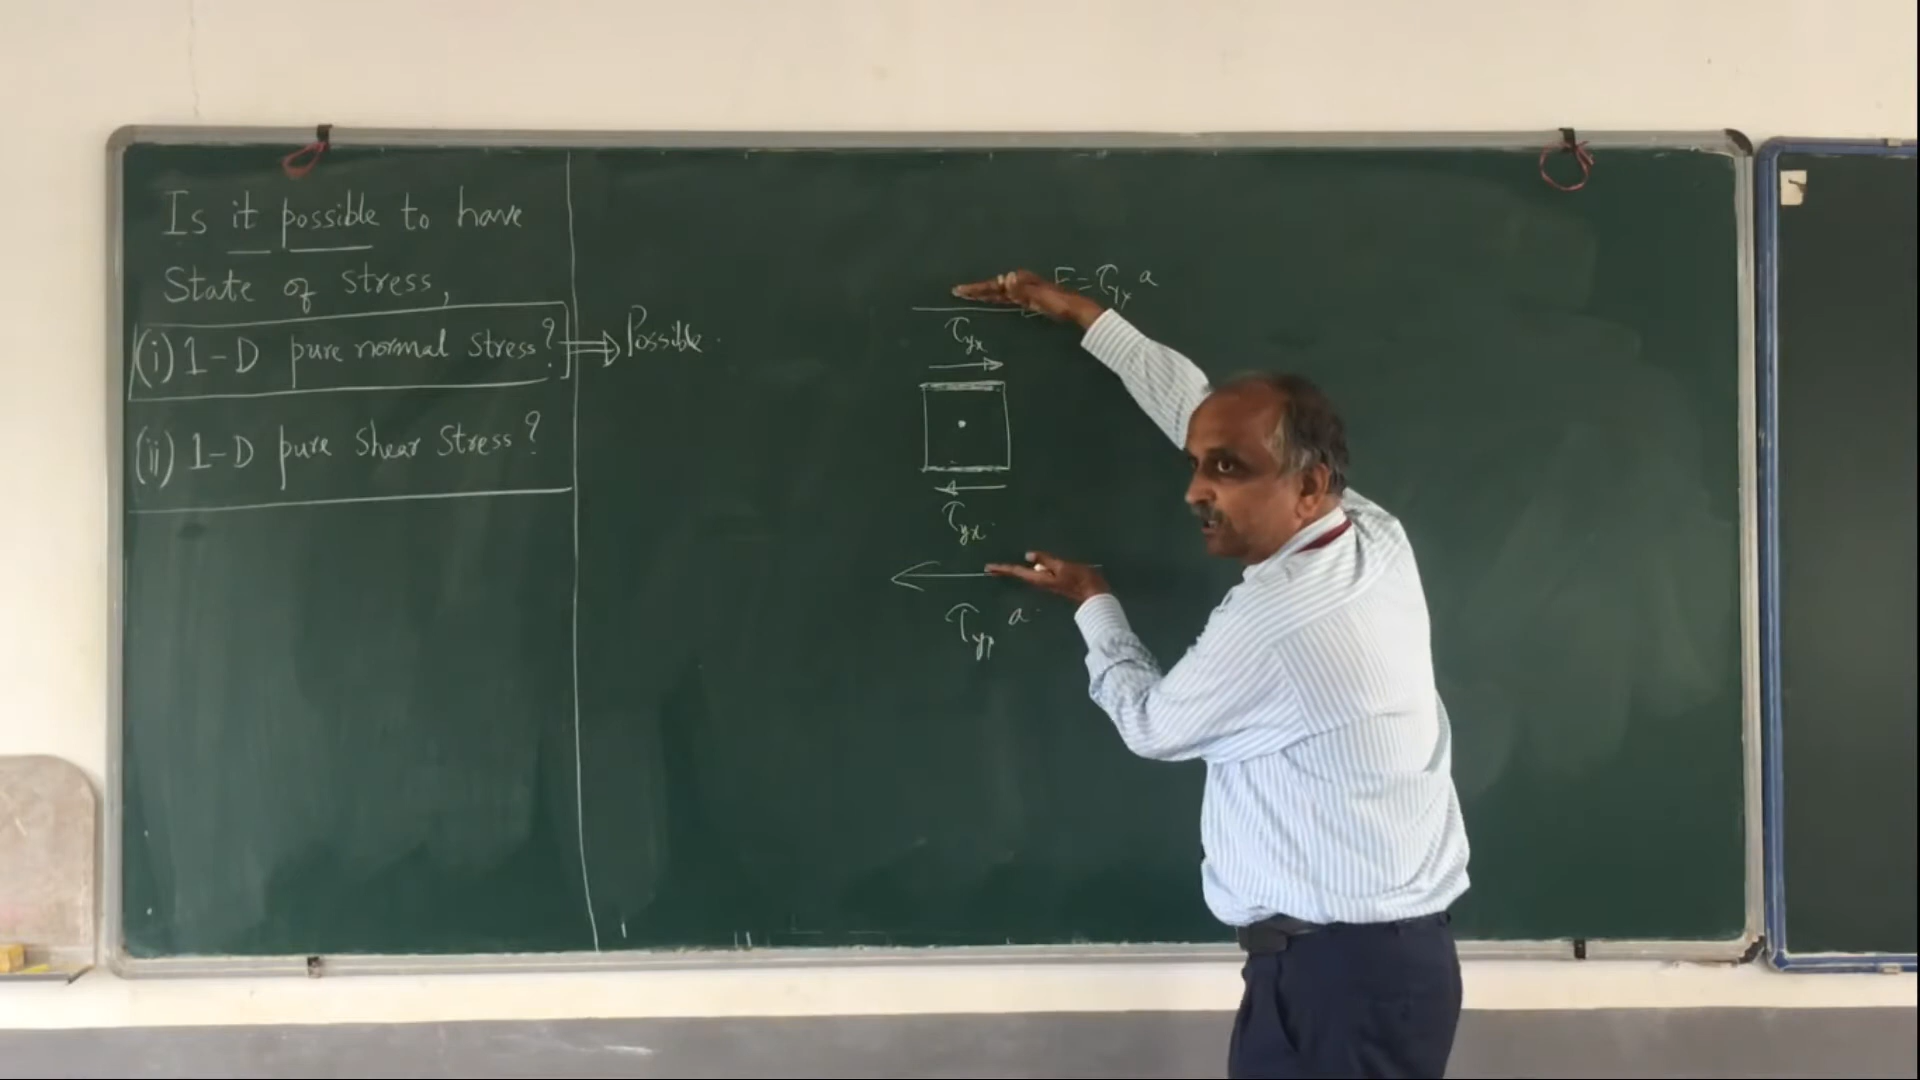 Is it possible to have
State of stress,
(i) 1-D pure normal stress? ⇒ Possible.
(ii) 1-D pure shear stress?
F = τyx a
τyx
τyx
τyx a